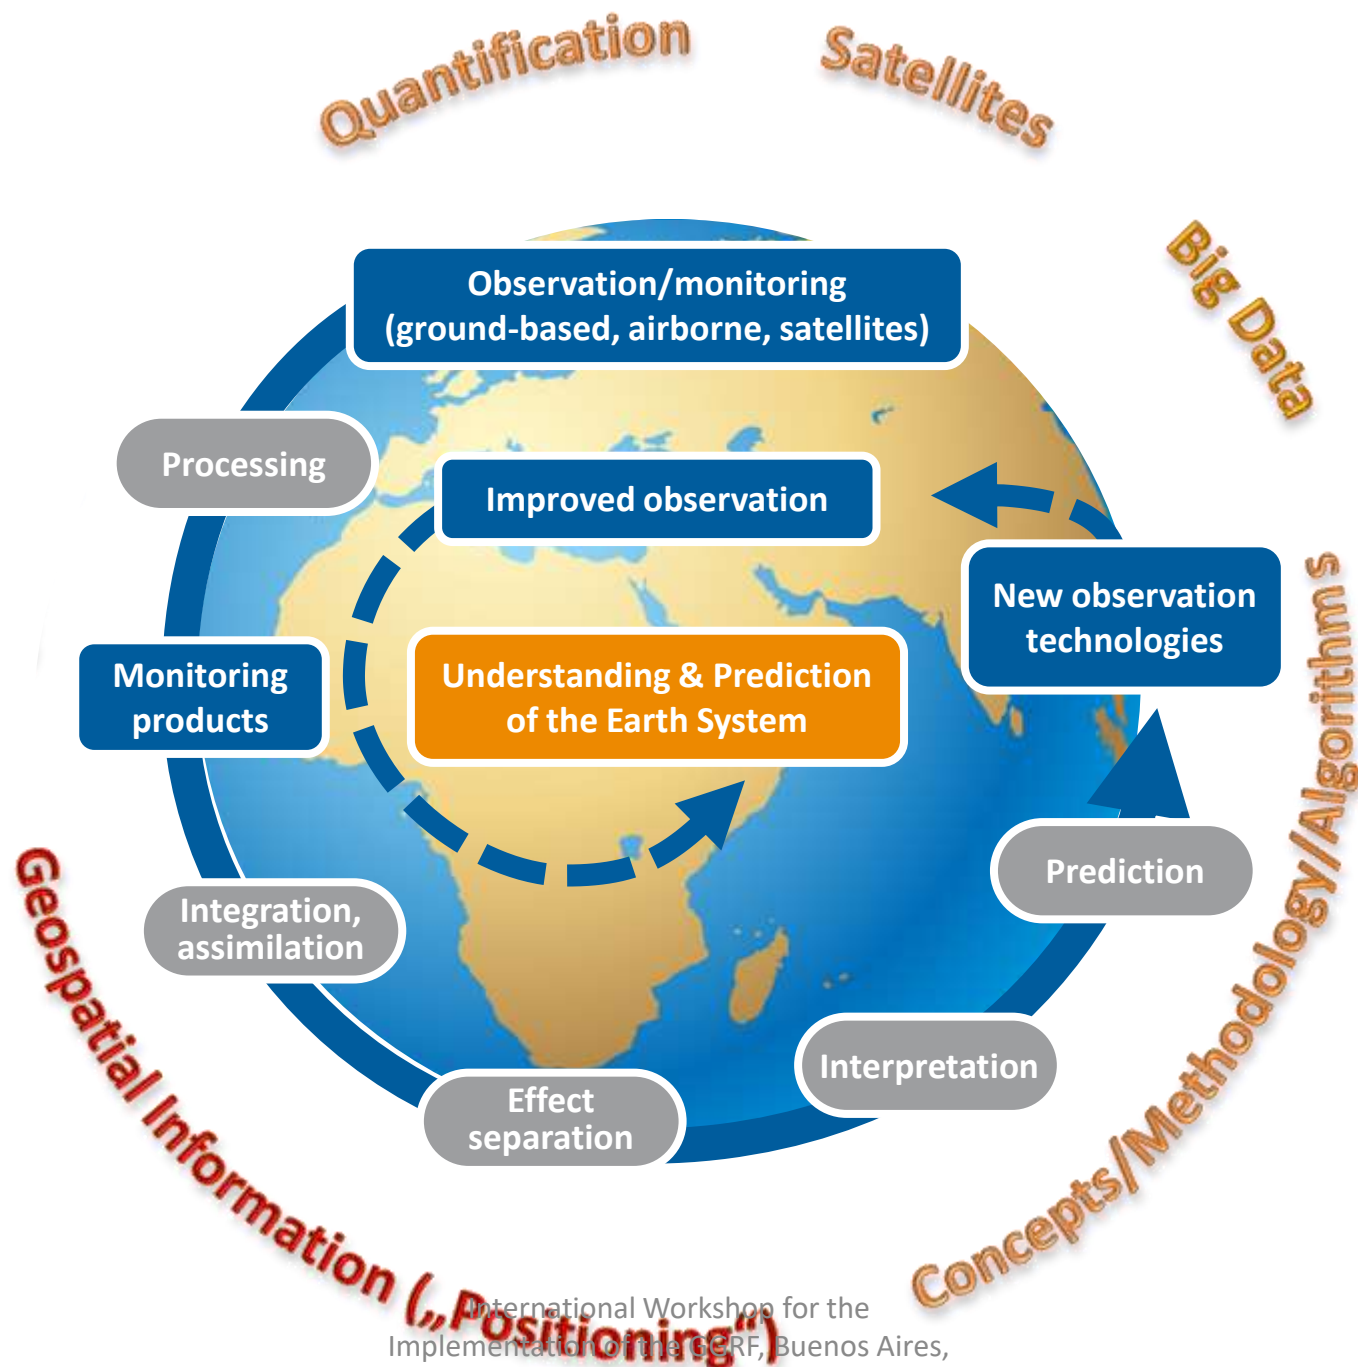 Quantification
Satellites
Big Data
Observation/monitoring
(ground-based, airborne, satellites)
Processing
Improved observation
New observation
technologies
Monitoring
products
Understanding & Prediction
of the Earth System
Prediction
Integration,
assimilation
Interpretation
Effect
separation
Concepts/Methodology/Algorithms
Geospatial Information („Positioning“)
International Workshop for the
Implementation of the GGRF, Buenos Aires,